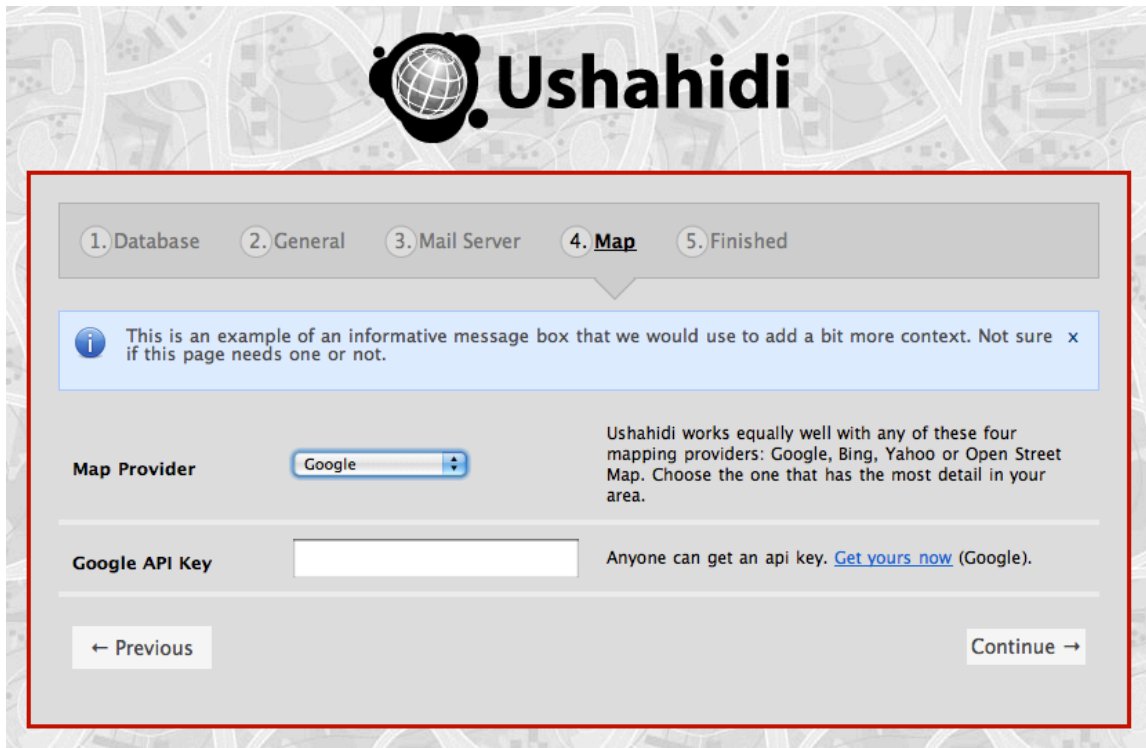 Ushahidi
1. Database 2. General 3. Mail Server 4. Map 5. Finished
This is an example of an informative message box that we would use to add a bit more context. Not sure x
if this page needs one or not.
Map Provider
Google
Ushahidi works equally well with any of these four
mapping providers: Google, Bing, Yahoo or Open Street
Map. Choose the one that has the most detail in your
area.
Google API Key
Anyone can get an api key. Get yours now (Google).
← Previous
Continue →